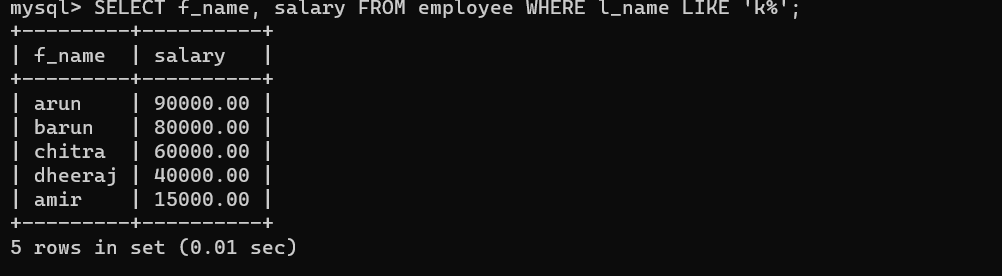 mysql> SELECT f_name, salary FROM employee WHERE l_name LIKE 'k%';
+---------+----------+
| f_name  | salary   |
+---------+----------+
| arun    | 90000.00 |
| barun   | 80000.00 |
| chitra  | 60000.00 |
| dheeraj | 40000.00 |
| amir    | 15000.00 |
+---------+----------+
5 rows in set (0.01 sec)